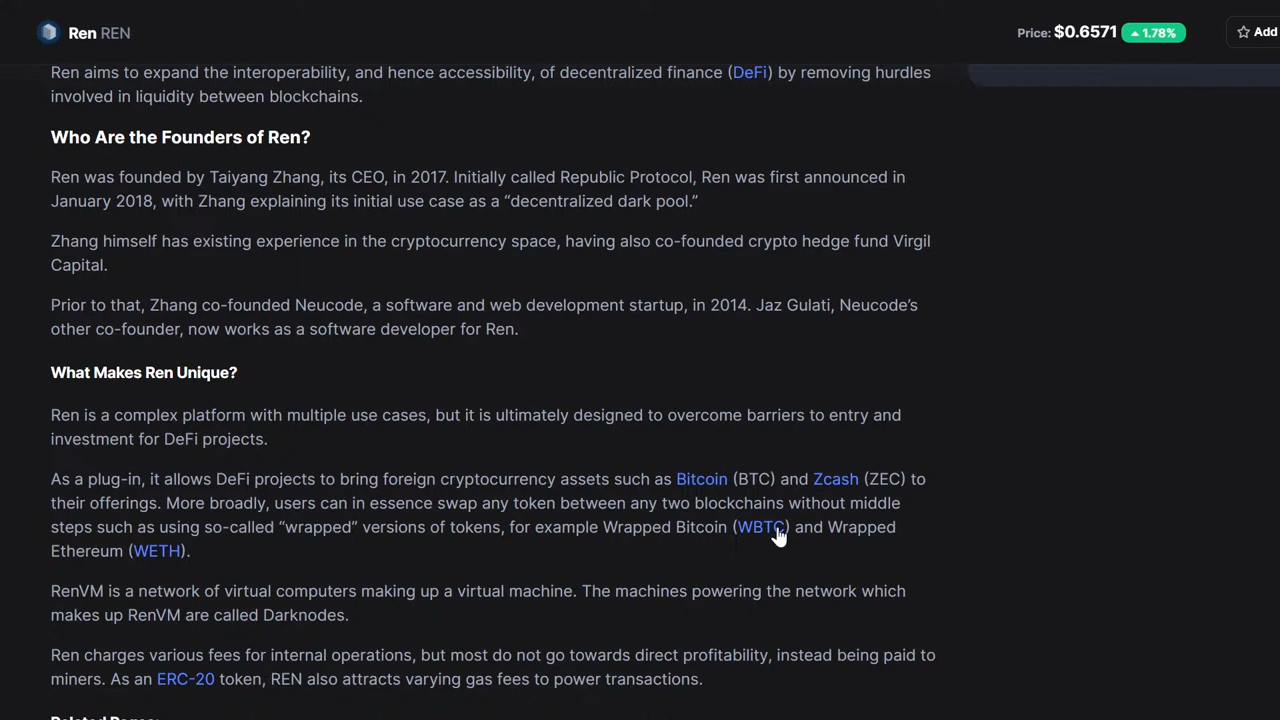 Ren REN
Price: $0.6571 1.78%
Add
Ren aims to expand the interoperability, and hence accessibility, of decentralized finance (DeFi) by removing hurdles
involved in liquidity between blockchains.
Who Are the Founders of Ren?
Ren was founded by Taiyang Zhang, its CEO, in 2017. Initially called Republic Protocol, Ren was first announced in
January 2018, with Zhang explaining its initial use case as a “decentralized dark pool.”
Zhang himself has existing experience in the cryptocurrency space, having also co-founded crypto hedge fund Virgil
Capital.
Prior to that, Zhang co-founded Neucode, a software and web development startup, in 2014. Jaz Gulati, Neucode’s
other co-founder, now works as a software developer for Ren.
What Makes Ren Unique?
Ren is a complex platform with multiple use cases, but it is ultimately designed to overcome barriers to entry and
investment for DeFi projects.
As a plug-in, it allows DeFi projects to bring foreign cryptocurrency assets such as Bitcoin (BTC) and Zcash (ZEC) to
their offerings. More broadly, users can in essence swap any token between any two blockchains without middle
steps such as using so-called “wrapped” versions of tokens, for example Wrapped Bitcoin (WBTC) and Wrapped
Ethereum (WETH).
RenVM is a network of virtual computers making up a virtual machine. The machines powering the network which
makes up RenVM are called Darknodes.
Ren charges various fees for internal operations, but most do not go towards direct profitability, instead being paid to
miners. As an ERC-20 token, REN also attracts varying gas fees to power transactions.
Related Pages: